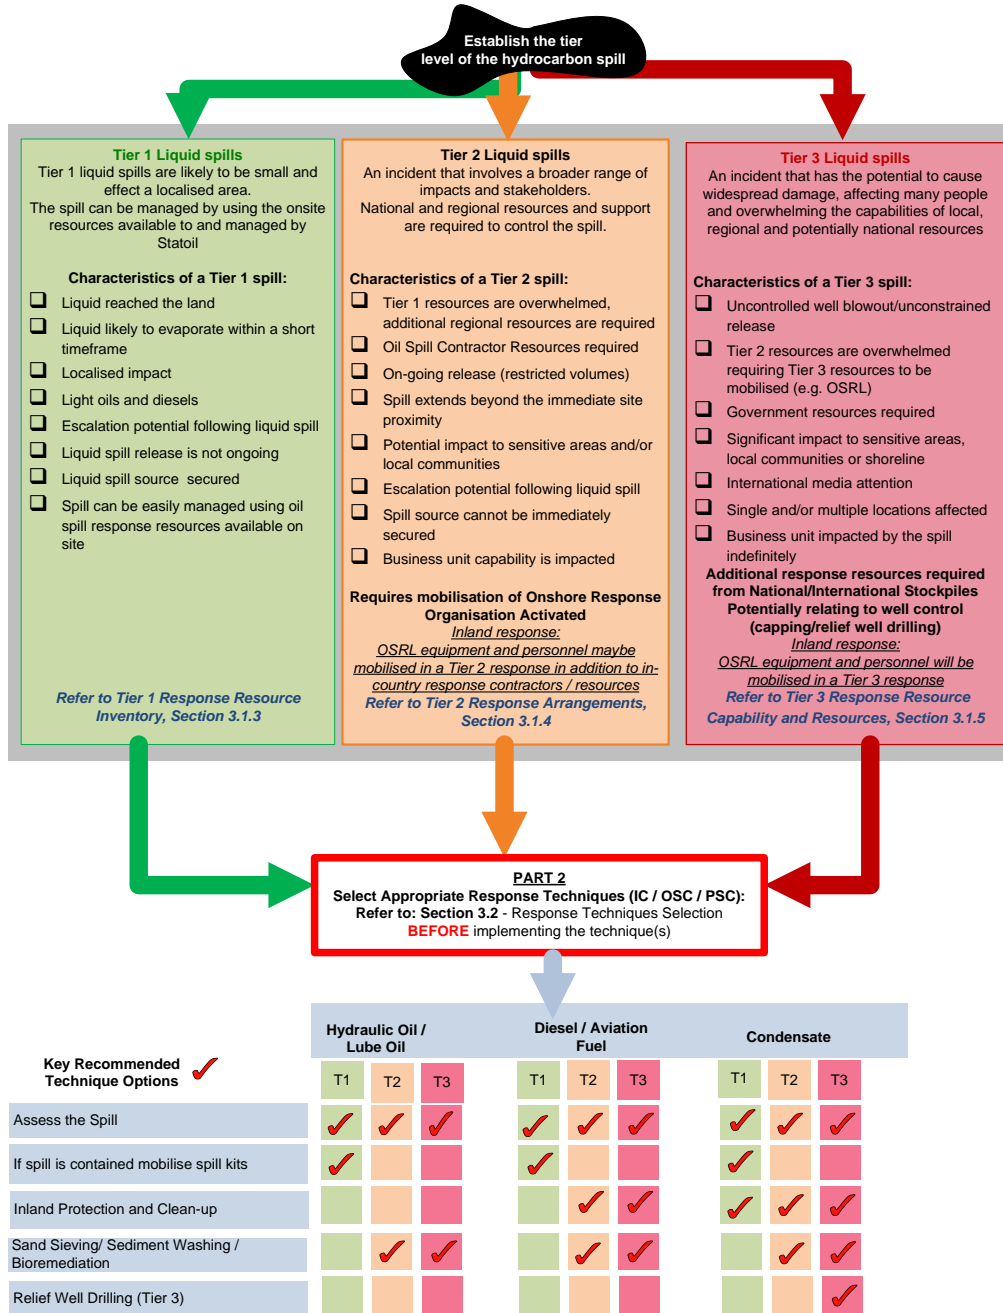 Establish the tier
level of the hydrocarbon spill
Tier 1 Liquid spills
Tier 1 liquid spills are likely to be small and
effect a localised area.
The spill can be managed by using the onsite
resources available to and managed by
Statoil
Characteristics of a Tier 1 spill:
Liquid reached the land
Liquid likely to evaporate within a short
timeframe
Localised impact
Light oils and diesels
Escalation potential following liquid spill
Liquid spill release is not ongoing
Liquid spill source secured
Spill can be easily managed using oil
spill response resources available on
site
Refer to Tier 1 Response Resource
Inventory, Section 3.1.3
Tier 2 Liquid spills
An incident that involves a broader range of
impacts and stakeholders.
National and regional resources and support
are required to control the spill.
Characteristics of a Tier 2 spill:
Tier 1 resources are overwhelmed,
additional regional resources are required
Oil Spill Contractor Resources required
On-going release (restricted volumes)
Spill extends beyond the immediate site
proximity
Potential impact to sensitive areas and/or
local communities
Escalation potential following liquid spill
Spill source cannot be immediately
secured
Business unit capability is impacted
Requires mobilisation of Onshore Response
Organisation Activated
Inland response:
OSRL equipment and personnel maybe
mobilised in a Tier 2 response in addition to in-
country response contractors / resources
Refer to Tier 2 Response Arrangements,
Section 3.1.4
Tier 3 Liquid spills
An incident that has the potential to cause
widespread damage, affecting many people
and overwhelming the capabilities of local,
regional and potentially national resources
Characteristics of a Tier 3 spill:
Uncontrolled well blowout/unconstrained
release
Tier 2 resources are overwhelmed
requiring Tier 3 resources to be
mobilised (e.g. OSRL)
Government resources required
Significant impact to sensitive areas,
local communities or shoreline
International media attention
Single and/or multiple locations affected
Business unit impacted by the spill
indefinitely
Additional response resources required
from National/International Stockpiles
Potentially relating to well control
(capping/relief well drilling)
Inland response:
OSRL equipment and personnel will be
mobilised in a Tier 3 response
Refer to Tier 3 Response Resource
Capability and Resources, Section 3.1.5
PART 2
Select Appropriate Response Techniques (IC / OSC / PSC):
Refer to: Section 3.2 - Response Techniques Selection
BEFORE implementing the technique(s)
Hydraulic Oil /
Lube Oil
Diesel / Aviation
Fuel
Condensate
Key Recommended
Technique Options
T1 T2 T3 T1 T2 T3 T1 T2 T3
Assess the Spill
If spill is contained mobilise spill kits
Inland Protection and Clean-up
Sand Sieving/ Sediment Washing /
Bioremediation
Relief Well Drilling (Tier 3)